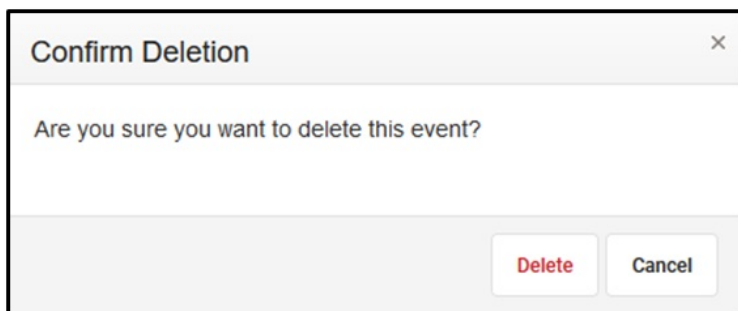 Confirm Deletion
×
Are you sure you want to delete this event?
Delete
Cancel